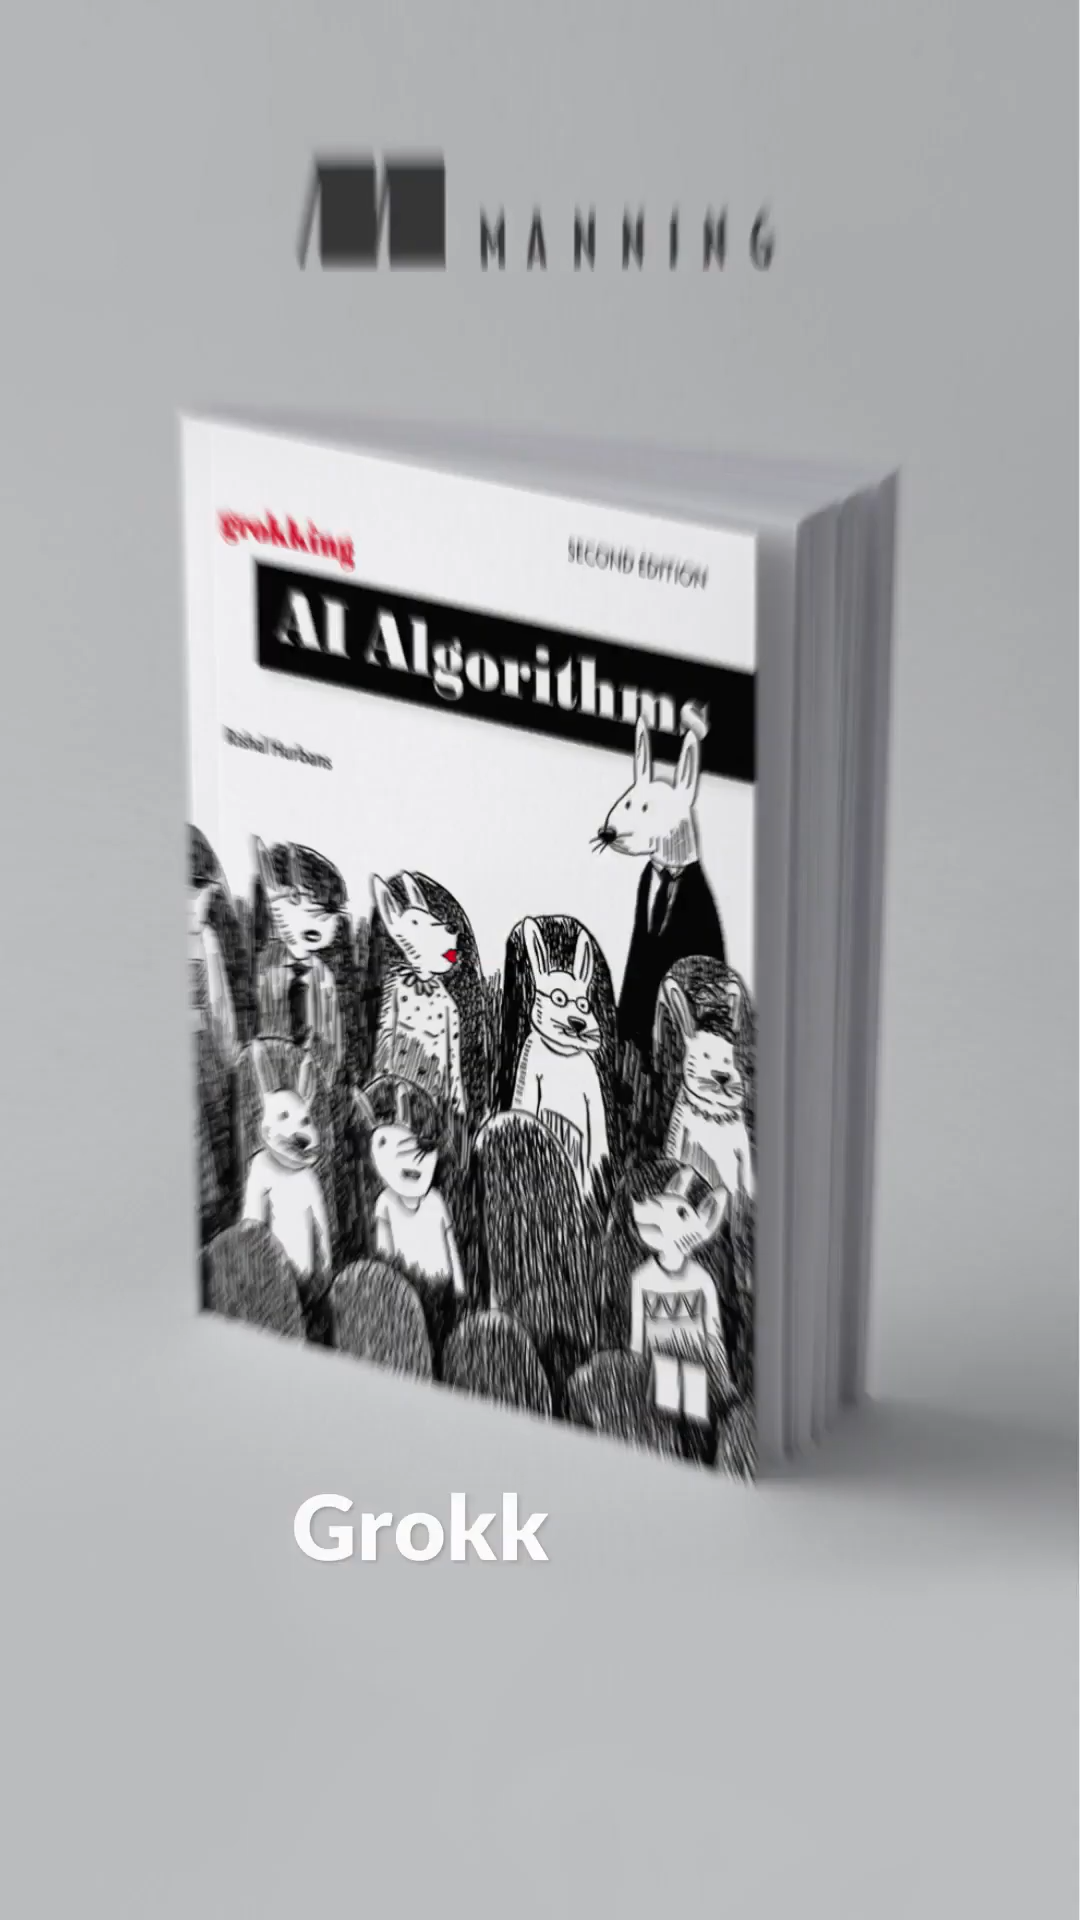 MANNING
grokking
SECOND EDITION
AI Algorithms
Rishal Hurbans
Grokk